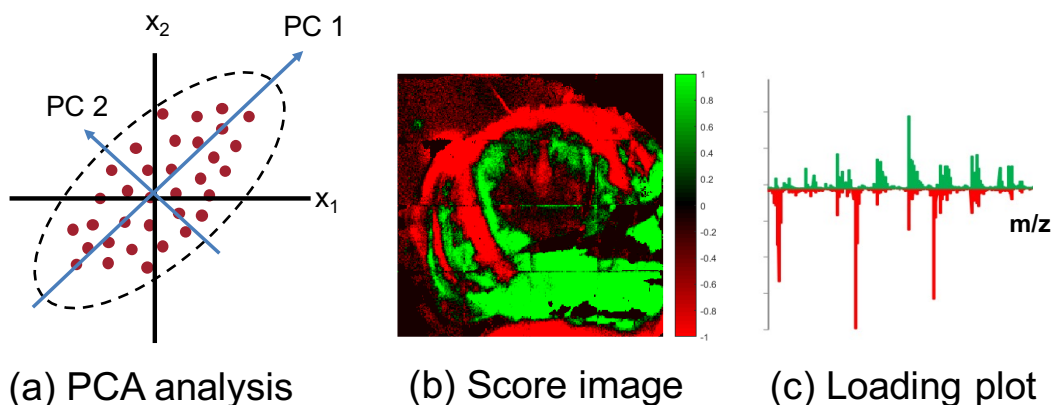 x₂
PC 1
PC 2
x₁
(a) PCA analysis
1
0.8
0.6
0.4
0.2
0
-0.2
-0.4
-0.6
-0.8
-1
(b) Score image
m/z
(c) Loading plot